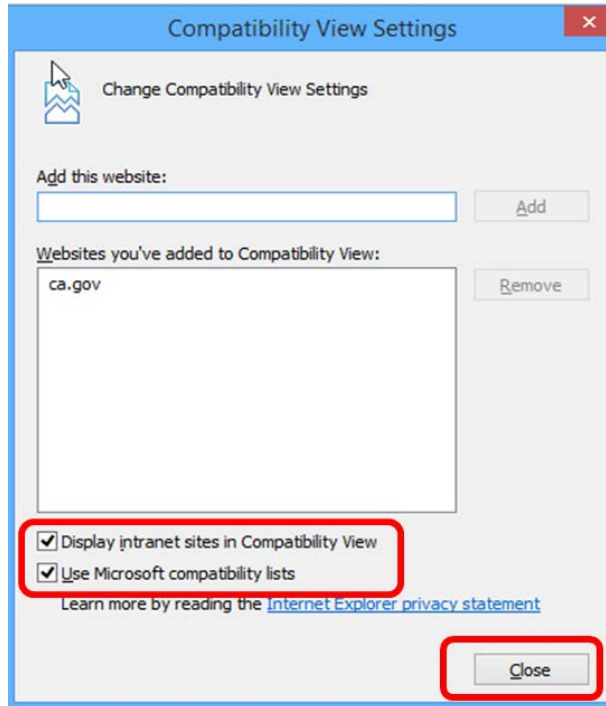 Compatibility View Settings
Change Compatibility View Settings
Add this website:
Add
Websites you've added to Compatibility View:
ca.gov
Remove
Display intranet sites in Compatibility View
Use Microsoft compatibility lists
Learn more by reading the Internet Explorer privacy statement
Close